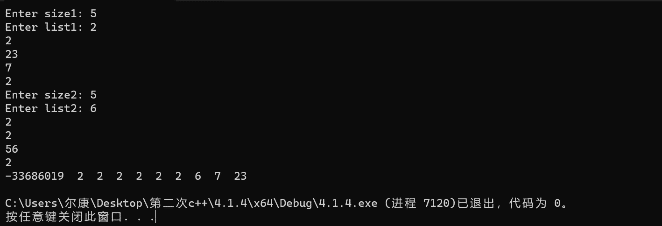 Enter size1: 5
Enter list1: 2
2
23
7
2
Enter size2: 5
Enter list2: 6
2
2
56
2
-33686019  2  2  2  2  2  2  6  7  23
C:\Users\尔康\Desktop\第二次c++\4.1.4\x64\Debug\4.1.4.exe (进程 7120)已退出，代码为 0。
按任意键关闭此窗口. . .